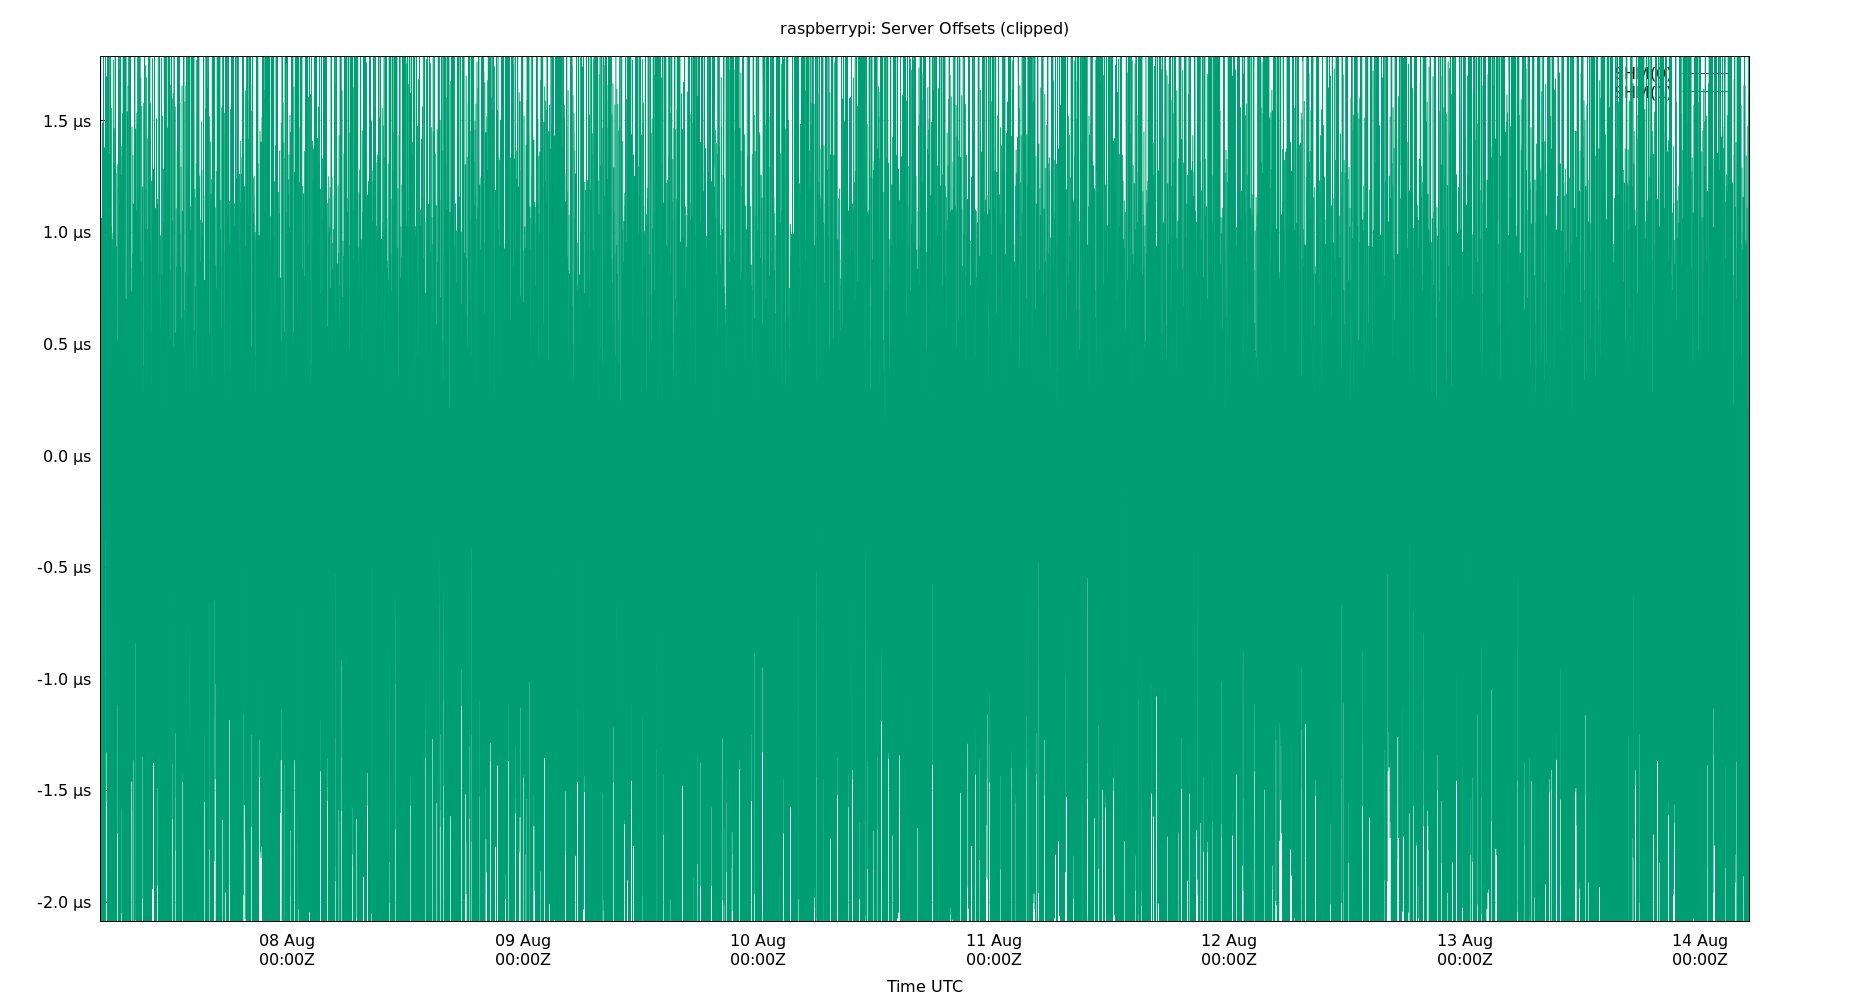 raspberrypi: Server Offsets (clipped)
1.5 µs
1.0 µs
0.5 µs
0.0 µs
-0.5 µs
-1.0 µs
-1.5 µs
-2.0 µs
08 Aug 09 Aug 10 Aug 11 Aug 12 Aug 13 Aug 14 Aug
00:00Z 00:00Z 00:00Z 00:00Z 00:00Z 00:00Z 00:00Z
Time UTC